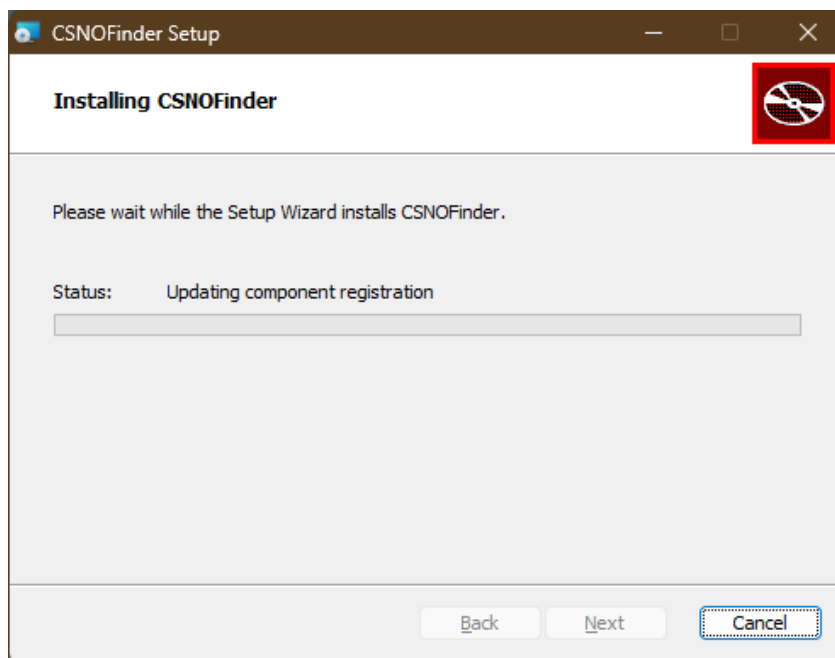 CSNOFinder Setup
Installing CSNOFinder
Please wait while the Setup Wizard installs CSNOFinder.
Status: Updating component registration
Back Next Cancel